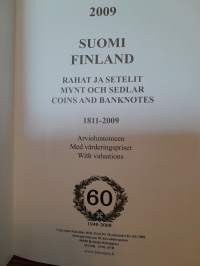 2009
SUOMI
FINLAND
RAHAT JA SETELIT
MYNT OCH SEDLAR
COINS AND BANKNOTES
1811-2009
Arviohintoineen
Med värderingspriser
With valuations
60
1948-2008